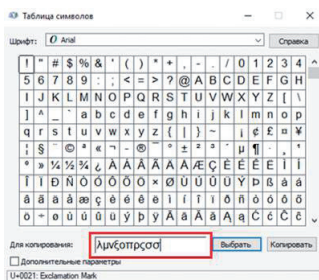 Таблица символов
Шрифт: O Arial Справка
! " # $ % & ' ( ) * + , - . / 0 1 2 3 4
5 6 7 8 9 : ; < = > ? @ A B C D E F G H
I J K L M N O P Q R S T U V W X Y Z [ \
] ^ _ ` a b c d e f g h i j k l m n o p
q r s t u v w x y z { | } ~ ¡ ¢ £ ¤ ¥
¦ § ¨ © ª « ¬ - ® ¯ ° ± ² ³ ´ µ ¶ · ¸ ¹
º » ¼ ½ ¾ ¿ À Á Â Ã Ä Å Æ Ç È É Ê Ë Ì Í
Î Ï Ð Ñ Ò Ó Ô Õ Ö × Ø Ù Ú Û Ü Ý Þ ß à á
â ã ä å æ ç è é ê ë ì í î ï ð ñ ò ó ô õ
ö ÷ ø ù ú û ü ý þ ÿ Ā ā Ă ă Ą ą Ć ć Ĉ ĉ
Для копирования: λμνξοπρςσσ Выбрать Копировать
Дополнительные параметры
U+0021: Exclamation Mark